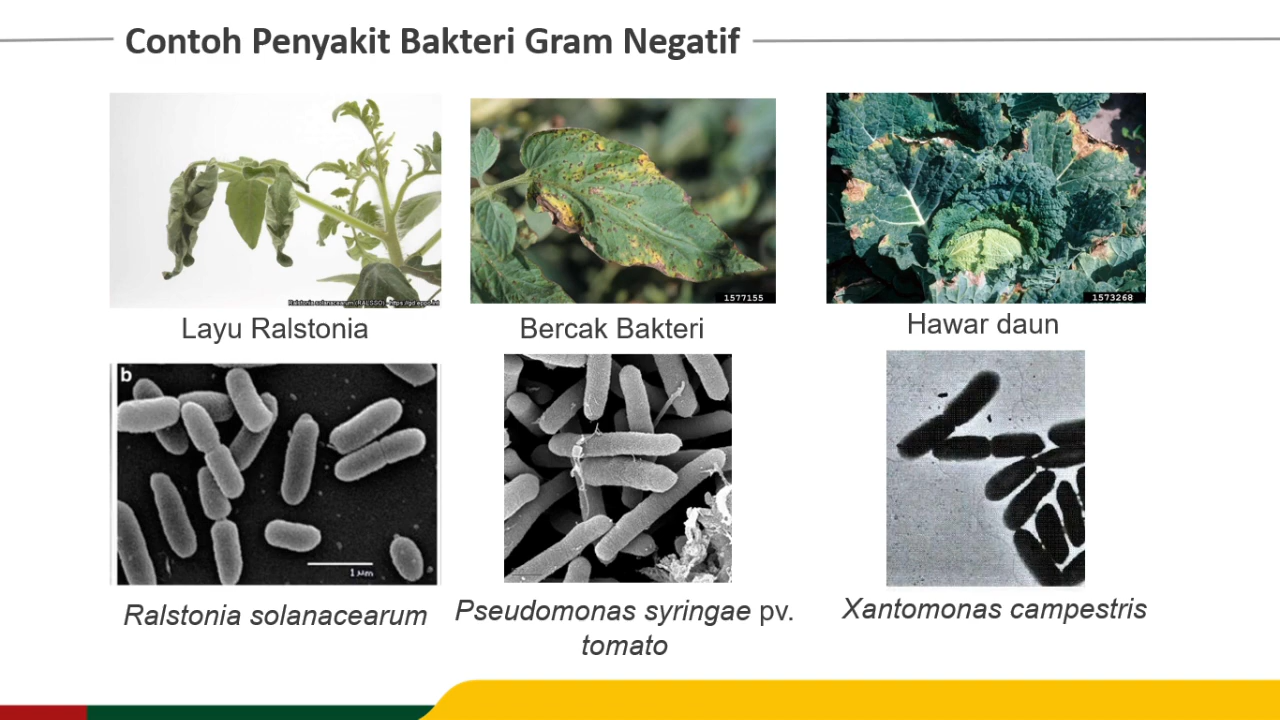 Contoh Penyakit Bakteri Gram Negatif
1577155
1573268
Layu Ralstonia
Bercak Bakteri
Hawar daun
b
1 µm
Ralstonia solanacearum
Pseudomonas syringae pv.
tomato
Xantomonas campestris